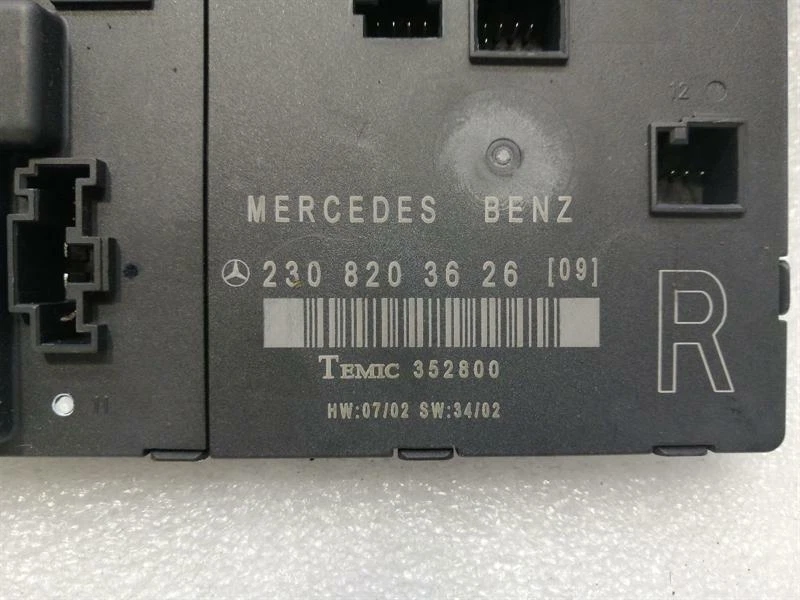 12
MERCEDES BENZ
230 820 36 26 [09]
R
TEMIC 352800
11
HW:07/02 SW:34/02